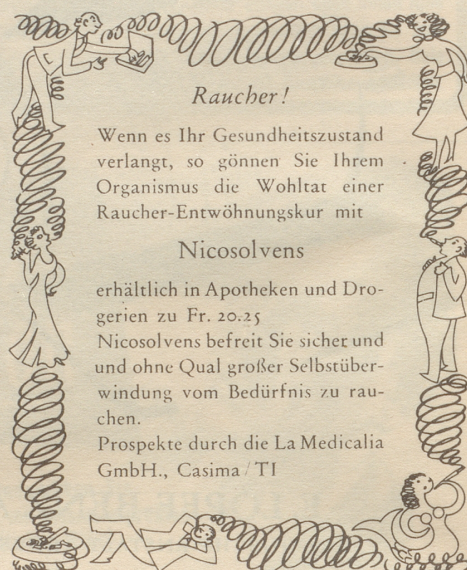 Raucher!
Wenn es Ihr Gesundheitszustand
verlangt, so gönnen Sie Ihrem
Organismus die Wohltat einer
Raucher-Entwöhnungskur mit
Nicosolvens
erhältlich in Apotheken und Dro-
gerien zu Fr. 20.25
Nicosolvens befreit Sie sicher und
und ohne Qual großer Selbstüber-
windung vom Bedürfnis zu rau-
chen.
Prospekte durch die La Medicalia
GmbH., Casima/TI